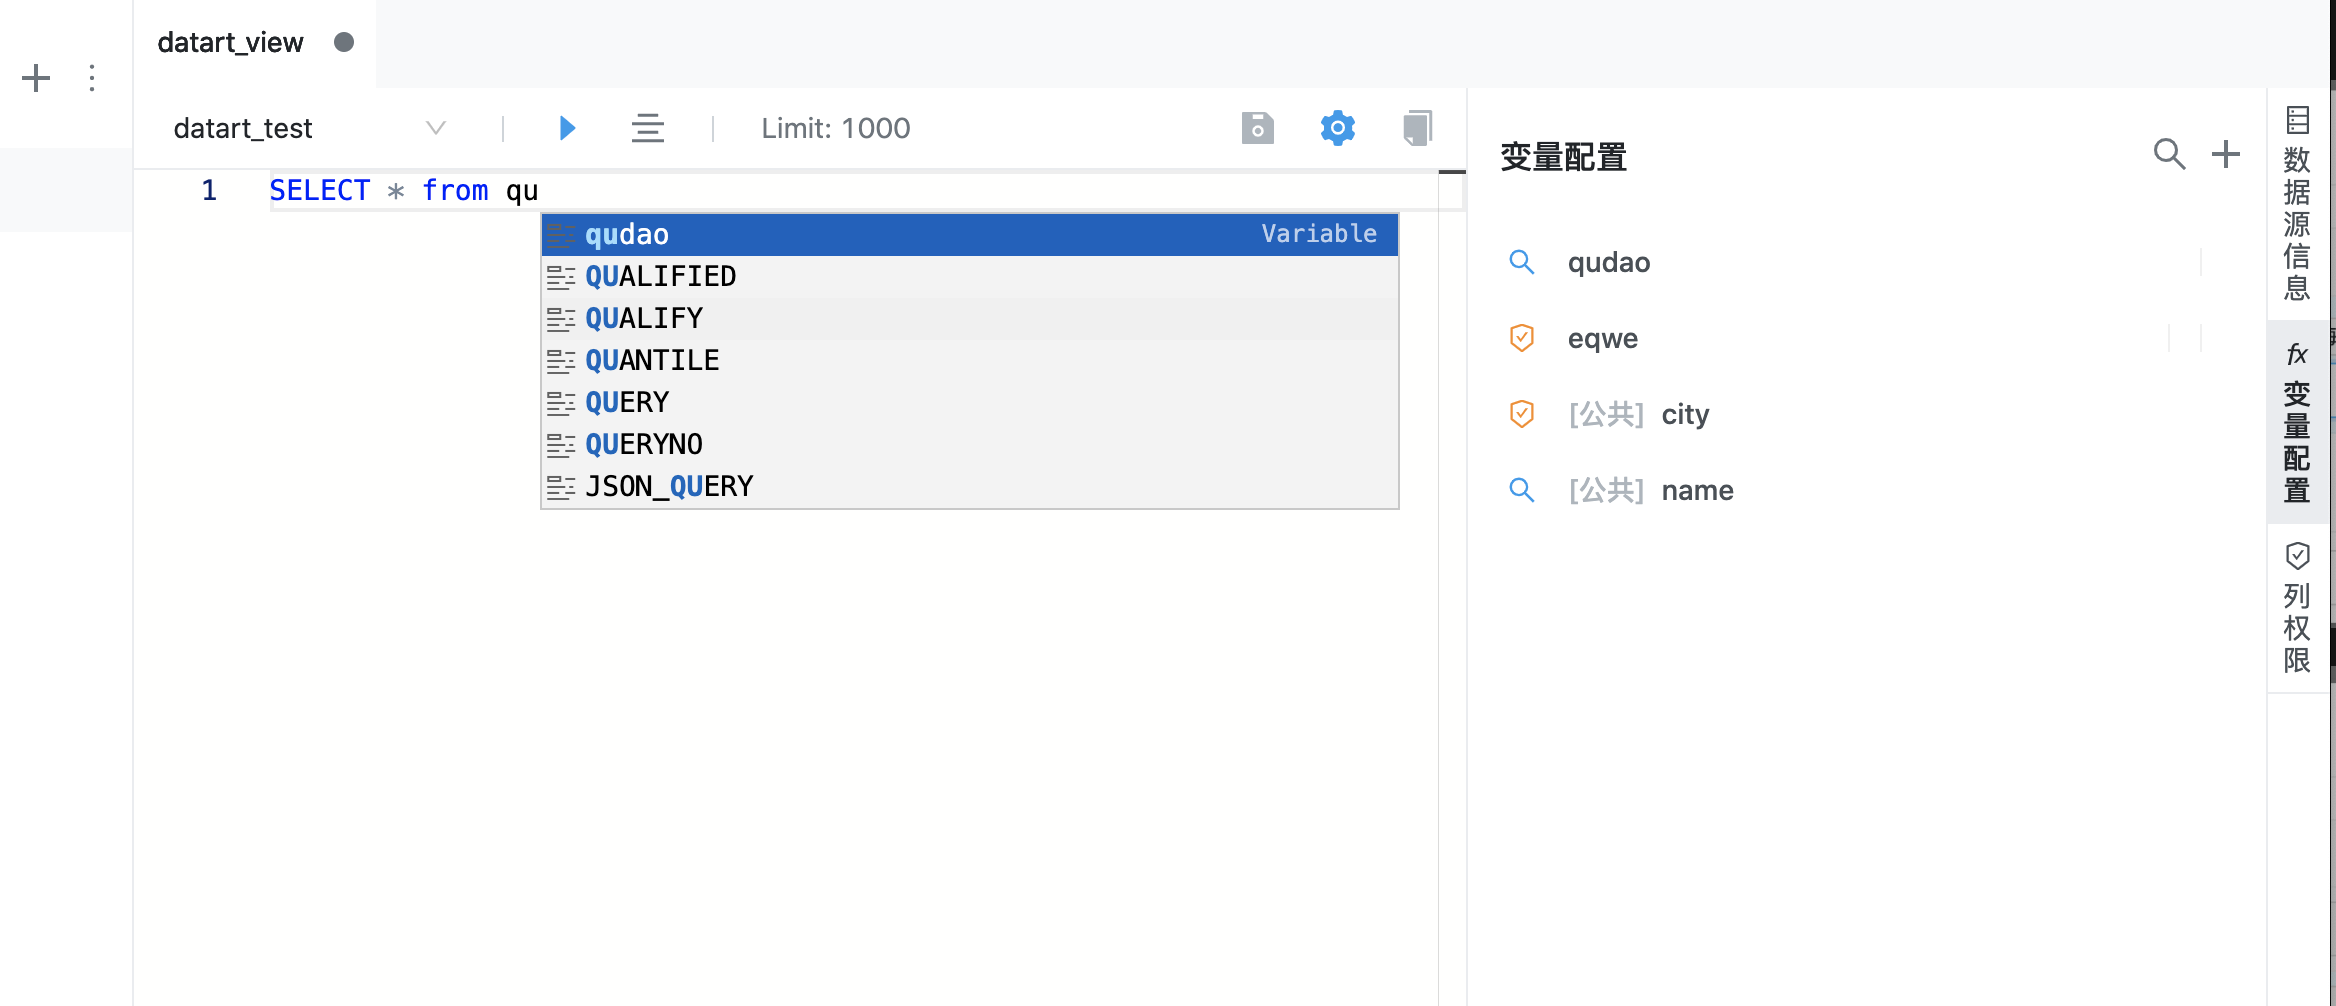 datart_view
datart_test
Limit: 1000
1 SELECT * from qu
qudao Variable
QUALIFIED
QUALIFY
QUANTILE
QUERY
QUERYNO
JSON_QUERY
变量配置
qudao
eqwe
[公共] city
[公共] name
数据源信息
fx 变量配置
列权限